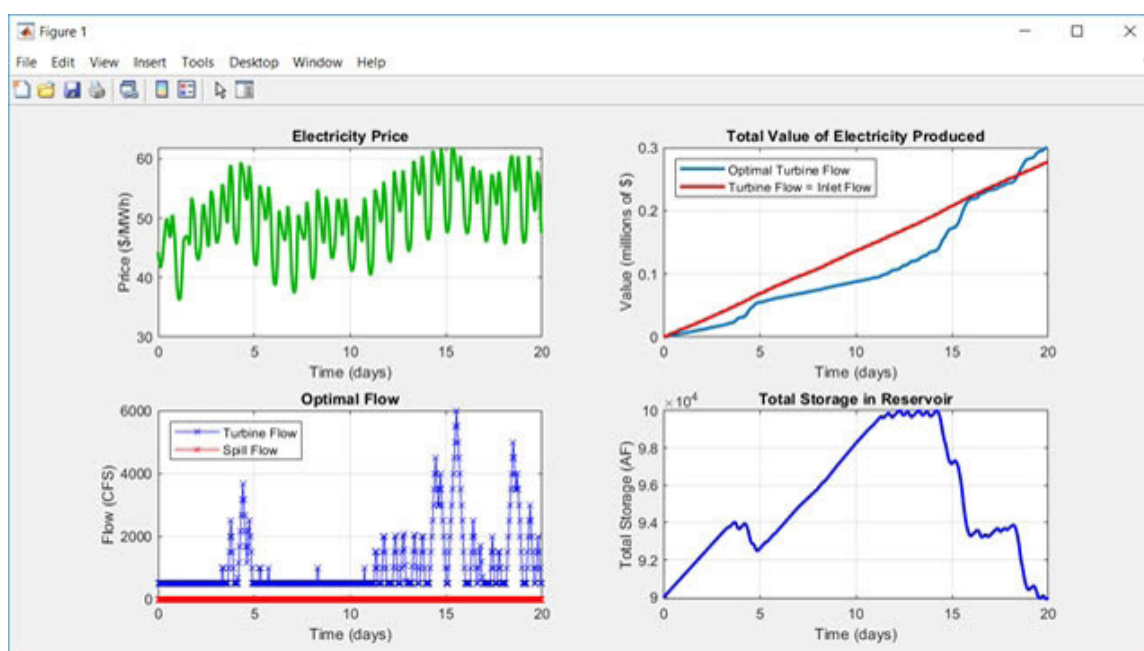 Figure 1
File Edit View Insert Tools Desktop Window Help
Electricity Price
60
50
40
30
Price ($/MWh)
0 5 10 15 20
Time (days)
Total Value of Electricity Produced
Optimal Turbine Flow
Turbine Flow = Inlet Flow
0.3
0.2
0.1
0
Value (millions of $)
0 5 10 15 20
Time (days)
Optimal Flow
Turbine Flow
Spill Flow
6000
4000
2000
0
Flow (CFS)
0 5 10 15 20
Time (days)
Total Storage in Reservoir
×10⁴
10
9.8
9.6
9.4
9.2
9
Total Storage (AF)
0 5 10 15 20
Time (days)